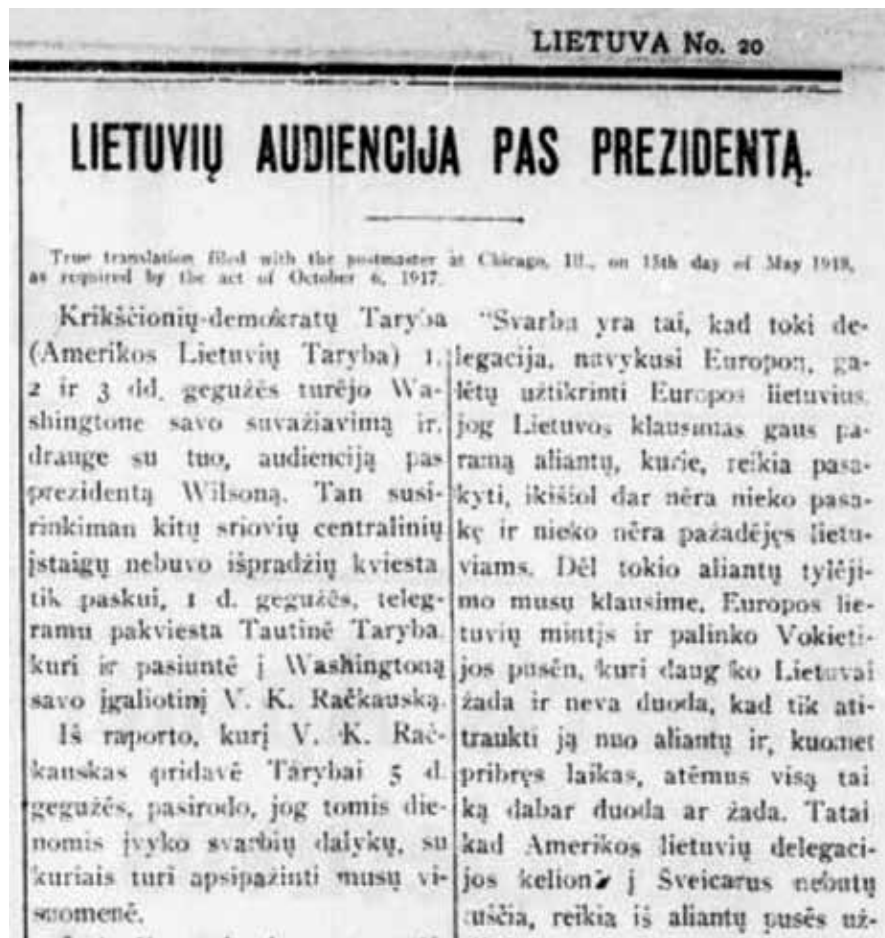 LIETUVA No. 20
LIETUVIŲ AUDIENCIJA PAS PREZIDENTĄ.
True translation filed with the postmaster at Chicago, Ill., on 15th day of May 1918,
as required by the act of October 6, 1917.
Krikščionių-demokratų Taryba
(Amerikos Lietuvių Taryba) 1,
2 ir 3 dd. gegužės turėjo Wa-
shingtone savo suvažiavimą ir,
drauge su tuo, audienciją pas
prezidentą Wilsoną. Tan susi-
rinkiman kitų sriovių centralinių
įstaigų nebuvo išpradžių kviesta
tik paskui, 1 d. gegužės, teleg-
ramu pakviesta Tautinė Taryba,
kuri ir pasiuntė į Washingtoną
savo įgaliotinį V. K. Račkauską.
Iš raporto, kurį V. K. Rač-
kauskas pridavė Tarybai 5 d.
gegužės, pasirodo, jog tomis die-
nomis įvyko svarbių dalykų, su
kuriais turi apsipažinti musų vi-
suomenė.
"Svarbu yra tai, kad toki de-
legacija, nuvykusi Europon, ga-
lėtų užtikrinti Europos lietuvius,
jog Lietuvos klausimas gaus pa-
ramą aliantų, kurie, reikia pasa-
kyti, ikišiol dar nėra nieko pasa-
kę ir nieko nėra pažadėjęs lietu-
viams. Dėl tokio aliantų tylėji-
mo musų klausime, Europos lie-
tuvių mintįs ir palinko Vokieti-
jos pusėn, kuri daug ko Lietuvai
žada ir neva duoda, kad tik ati-
traukti ją nuo aliantų ir, kuomet
pribręs laikas, atėmus visą tai
ką dabar duoda ar žada. Tatai
kad Amerikos lietuvių delegaci-
jos kelionė į Šveicarus nebutų
tuščia, reikia iš aliantų pusės už-